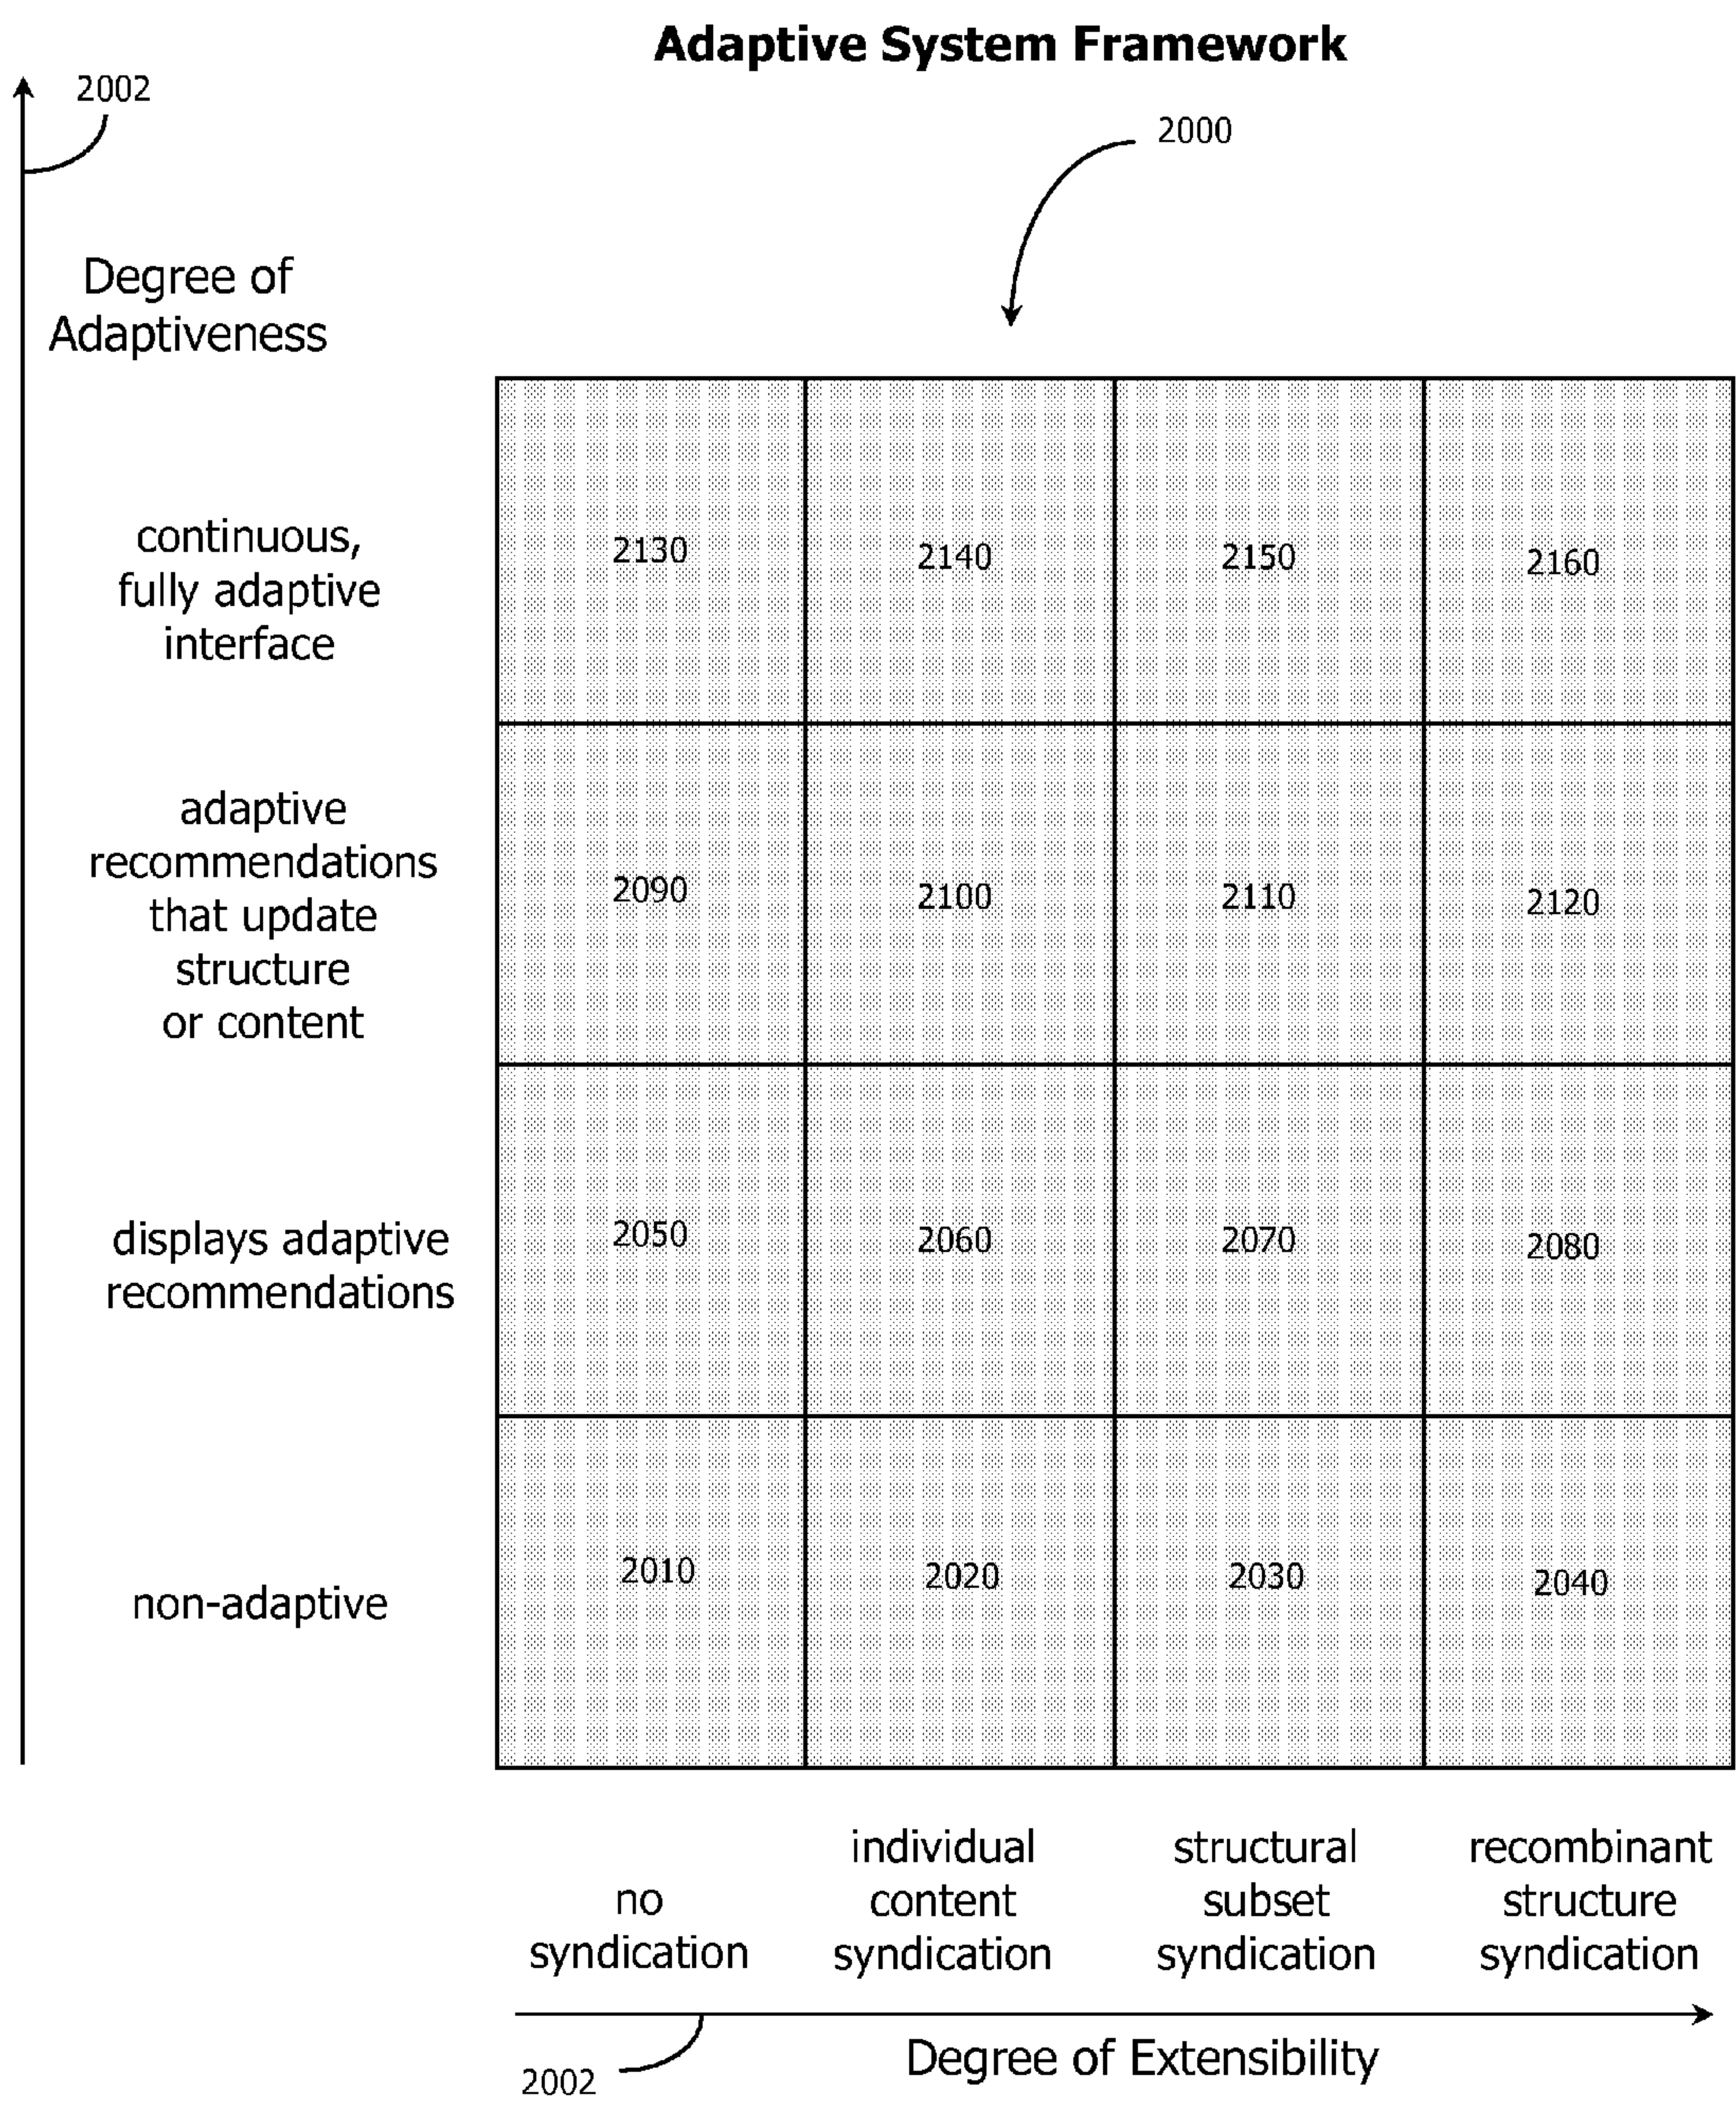 Adaptive System Framework
2002
2000
Degree of
Adaptiveness
continuous,
fully adaptive
interface
2130
2140
2150
2160
adaptive
recommendations
that update
structure
or content
2090
2100
2110
2120
displays adaptive
recommendations
2050
2060
2070
2080
non-adaptive
2010
2020
2030
2040
no
syndication
individual
content
syndication
structural
subset
syndication
recombinant
structure
syndication
2002
Degree of Extensibility